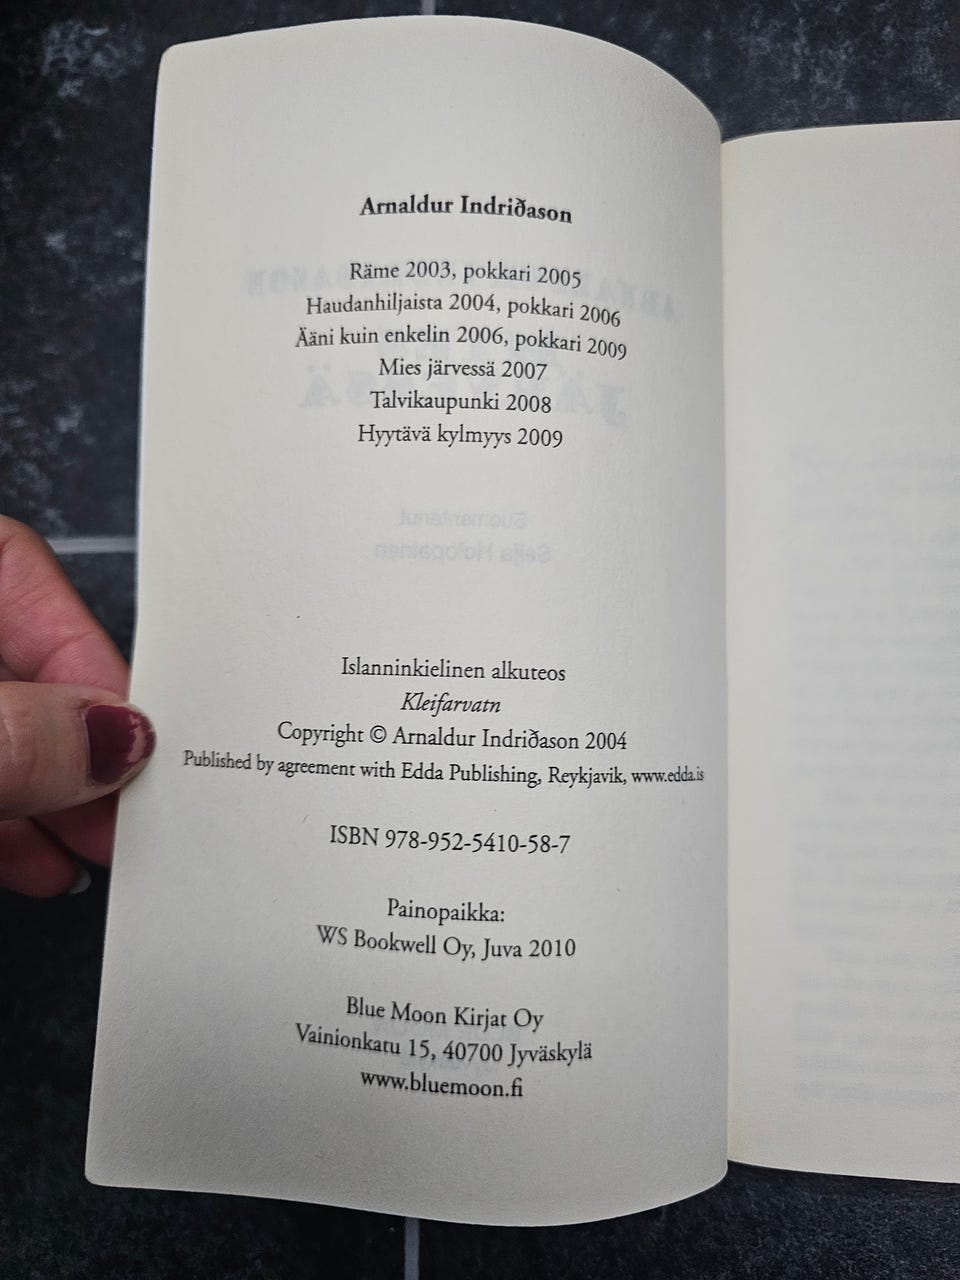 Arnaldur Indriðason
Räme 2003, pokkari 2005
Haudanhiljaista 2004, pokkari 2006
Ääni kuin enkelin 2006, pokkari 2009
Mies järvessä 2007
Talvikaupunki 2008
Hyytävä kylmyys 2009
Suomentanut
Seija Holopainen
Islanninkielinen alkuteos
Kleifarvatn
Copyright © Arnaldur Indriðason 2004
Published by agreement with Edda Publishing, Reykjavik, www.edda.is
ISBN 978-952-5410-58-7
Painopaikka:
WS Bookwell Oy, Juva 2010
Blue Moon Kirjat Oy
Vainionkatu 15, 40700 Jyväskylä
www.bluemoon.fi